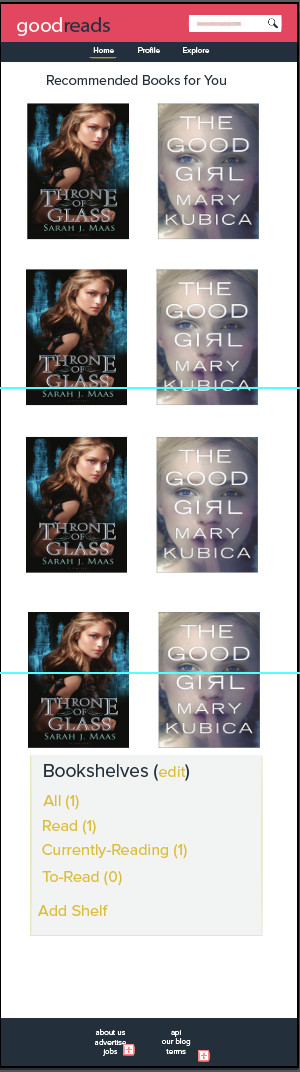 goodreads
Home Profile Explore
Recommended Books for You
THRONE
OF
GLASS
SARAH J. MAAS
THE
GOOD
GIRL
MARY
KUBICA
THRONE
OF
GLASS
SARAH J. MAAS
THE
GOOD
GIRL
MARY
KUBICA
THRONE
OF
GLASS
SARAH J. MAAS
THE
GOOD
GIRL
MARY
KUBICA
THRONE
OF
GLASS
SARAH J. MAAS
THE
GOOD
GIRL
MARY
KUBICA
Bookshelves (edit)
All (1)
Read (1)
Currently-Reading (1)
To-Read (0)
Add Shelf
about us
advertise
jobs
api
our blog
terms